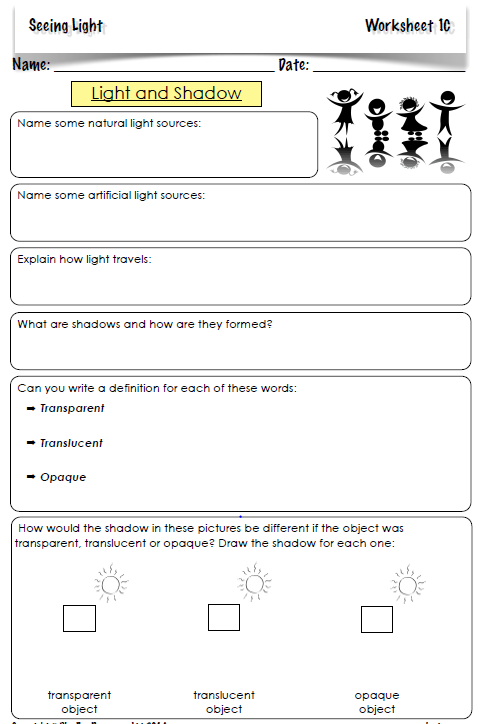 Seeing Light
Worksheet 1C
Name: Date:
Light and Shadow
Name some natural light sources:
Name some artificial light sources:
Explain how light travels:
What are shadows and how are they formed?
Can you write a definition for each of these words:
➡ Transparent
➡ Translucent
➡ Opaque
How would the shadow in these pictures be different if the object was
transparent, translucent or opaque? Draw the shadow for each one:
transparent translucent opaque
object object object